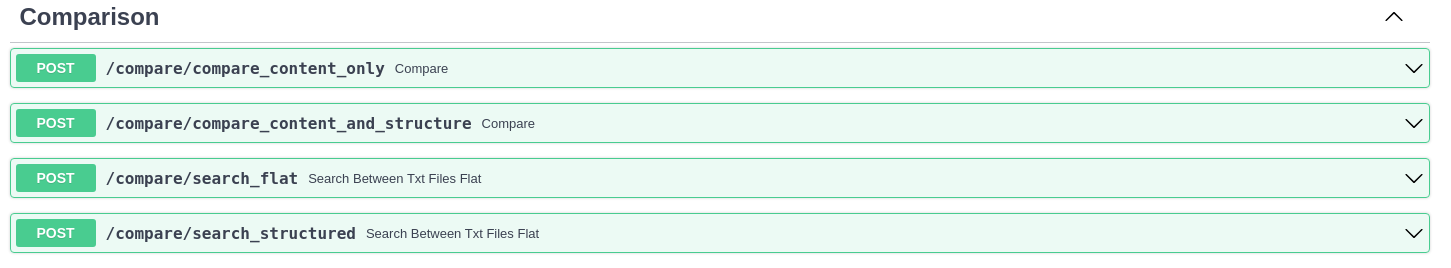 Comparison
POST /compare/compare_content_only Compare
POST /compare/compare_content_and_structure Compare
POST /compare/search_flat Search Between Txt Files Flat
POST /compare/search_structured Search Between Txt Files Flat